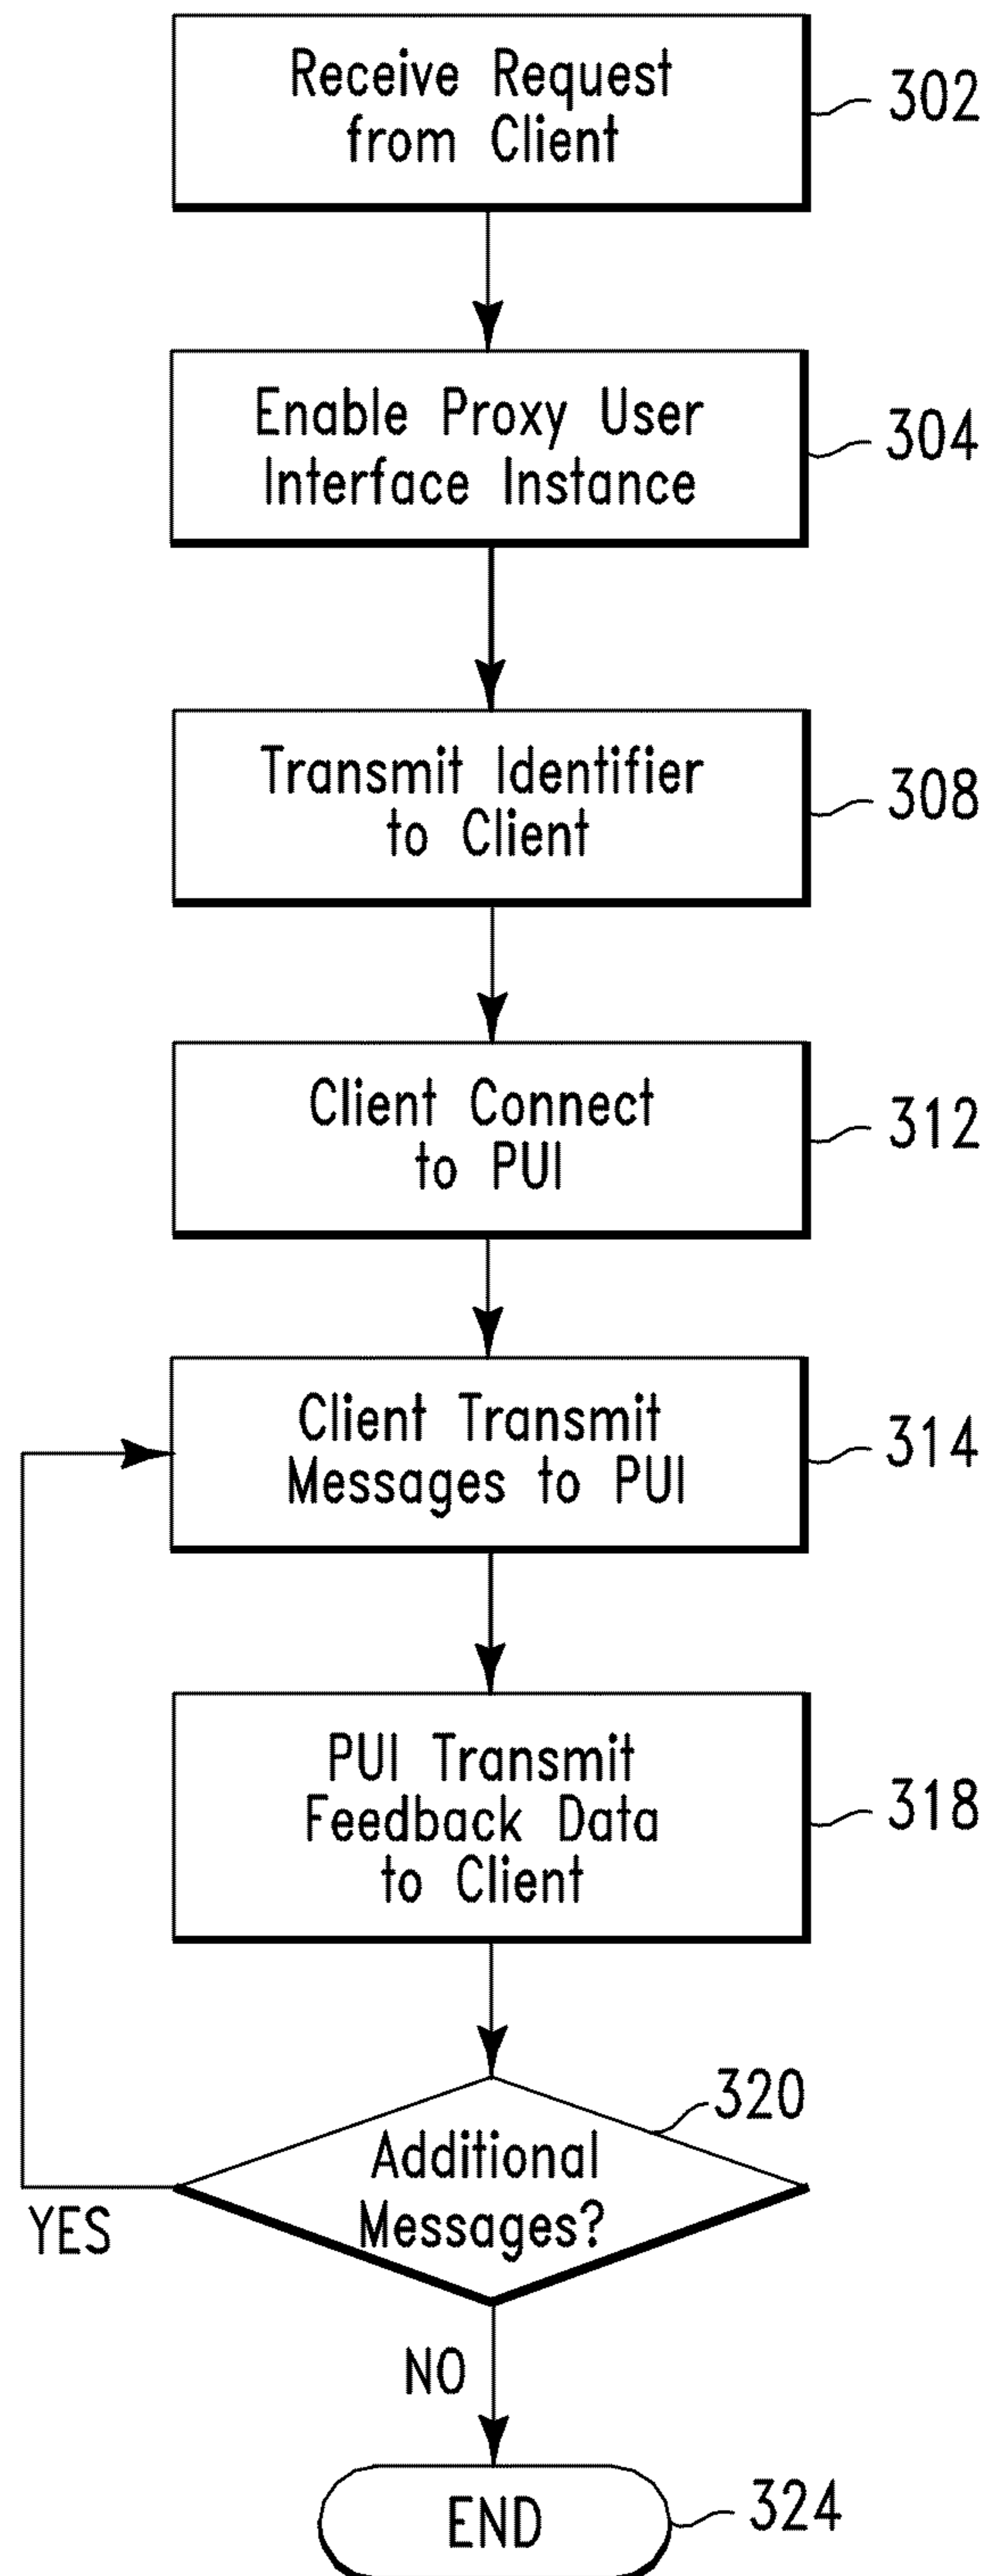 Receive Request
from Client
302
Enable Proxy User
Interface Instance
304
Transmit Identifier
to Client
308
Client Connect
to PUI
312
Client Transmit
Messages to PUI
314
PUI Transmit
Feedback Data
to Client
318
320
Additional
Messages?
YES
NO
END
324